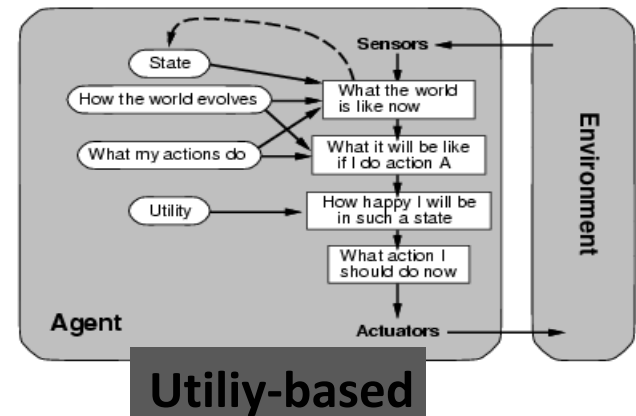 Sensors
State
What the world
is like now
How the world evolves
What it will be like
if I do action A
What my actions do
How happy I will be
in such a state
Utility
What action I
should do now
Agent
Actuators
Environment
Utiliy-based